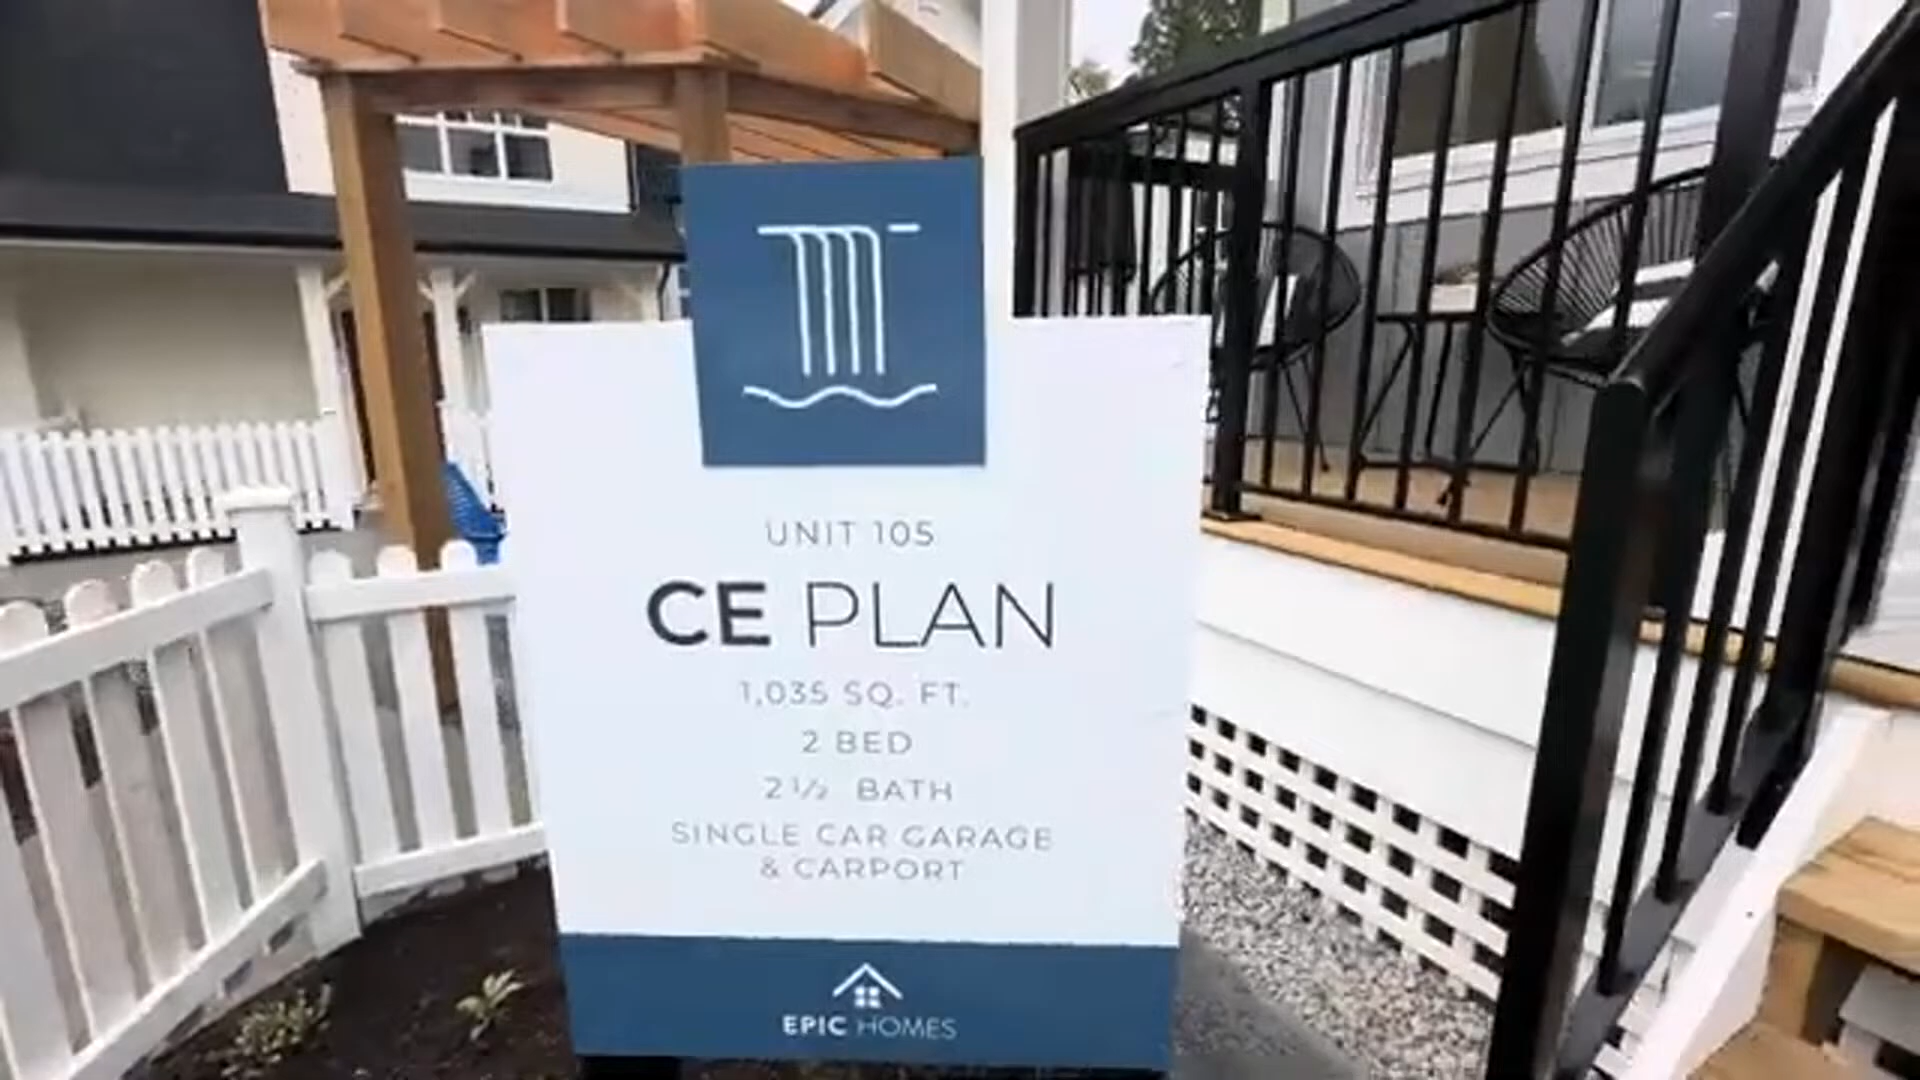 UNIT 105
CE PLAN
1,035 SQ. FT.
2 BED
2 1/2 BATH
SINGLE CAR GARAGE
& CARPORT
EPIC HOMES